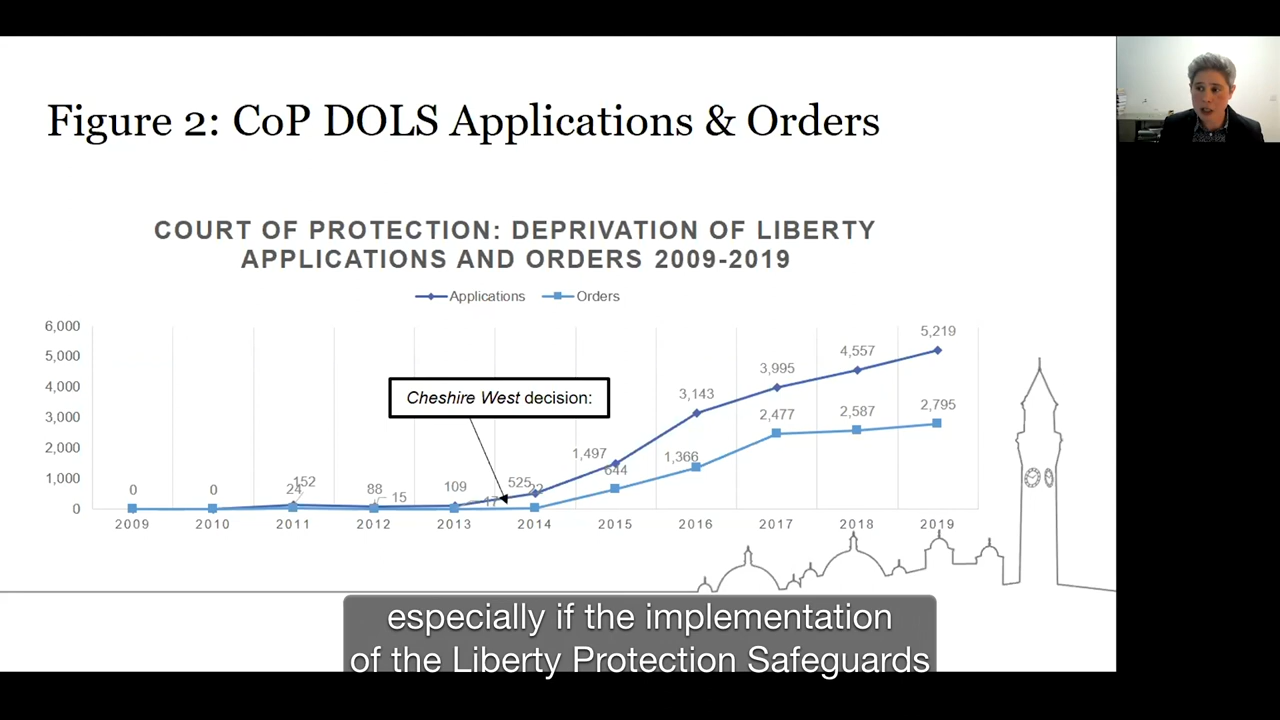 Figure 2: CoP DOLS Applications & Orders
COURT OF PROTECTION: DEPRIVATION OF LIBERTY
APPLICATIONS AND ORDERS 2009-2019
Applications Orders
6,000
5,000
4,000
3,000
2,000
1,000
0
Cheshire West decision:
0 0 152 88 109 525 1,497 3,143 3,995 4,557 5,219
24 15 17 22 644 1,366 2,477 2,587 2,795
2009 2010 2011 2012 2013 2014 2015 2016 2017 2018 2019
especially if the implementation
of the Liberty Protection Safeguards